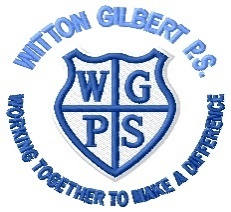 WITTON GILBERT P.S.
W G
P S
WORKING TOGETHER TO MAKE A DIFFERENCE